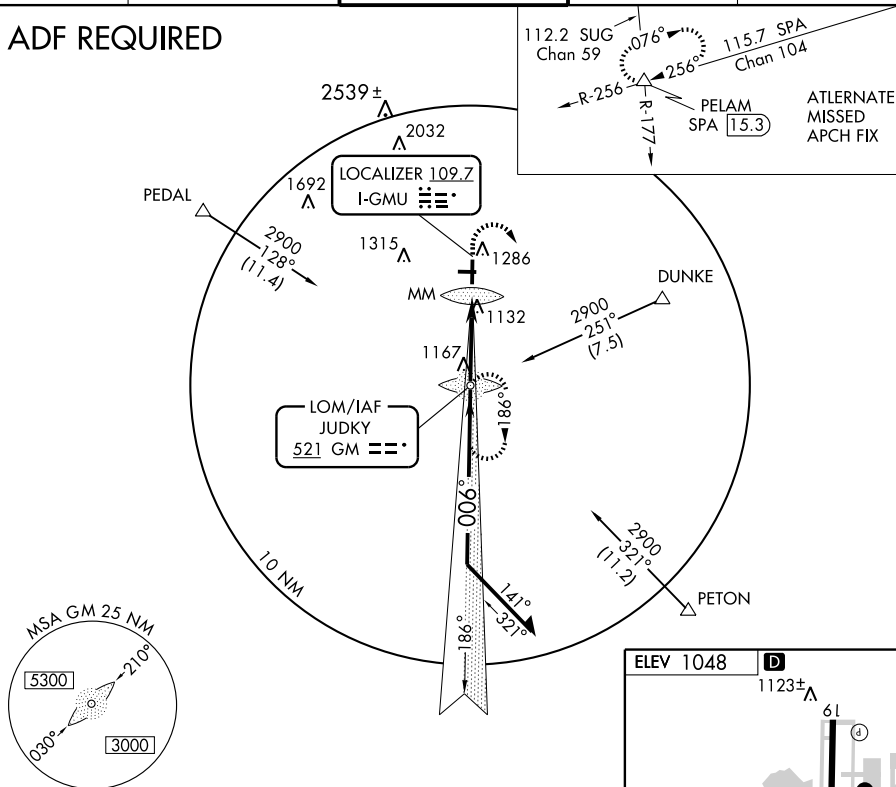 ADF REQUIRED
112.2 SUG
Chan 59
076°
256°
115.7 SPA
Chan 104
R-256
R-177
PELAM
SPA 15.3
ATLERNATE
MISSED
APCH FIX
2539 ±
2032
1692
LOCALIZER 109.7
I-GMU
PEDAL
2900
128°
(11.4)
1315
1286
MM
1132
DUNKE
2900
251°
(7.5)
1167
LOM/IAF
JUDKY
521 GM
186°
006°
10 NM
141°
321°
186°
2900
321°
(11.2)
PETON
MSA GM 25 NM
5300
210°
030°
3000
ELEV 1048
D
1123±
19
P